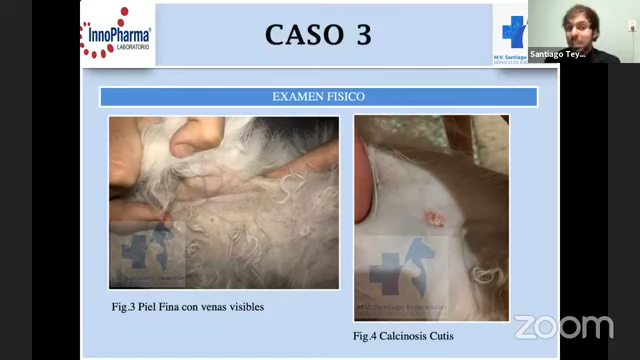 InnoPharma
LABORATORIO
CASO 3
M.V. Santiago
Santiago Tey
EXAMEN FISICO
Fig.3 Piel Fina con venas visibles
Fig.4 Calcinosis Cutis
zoom